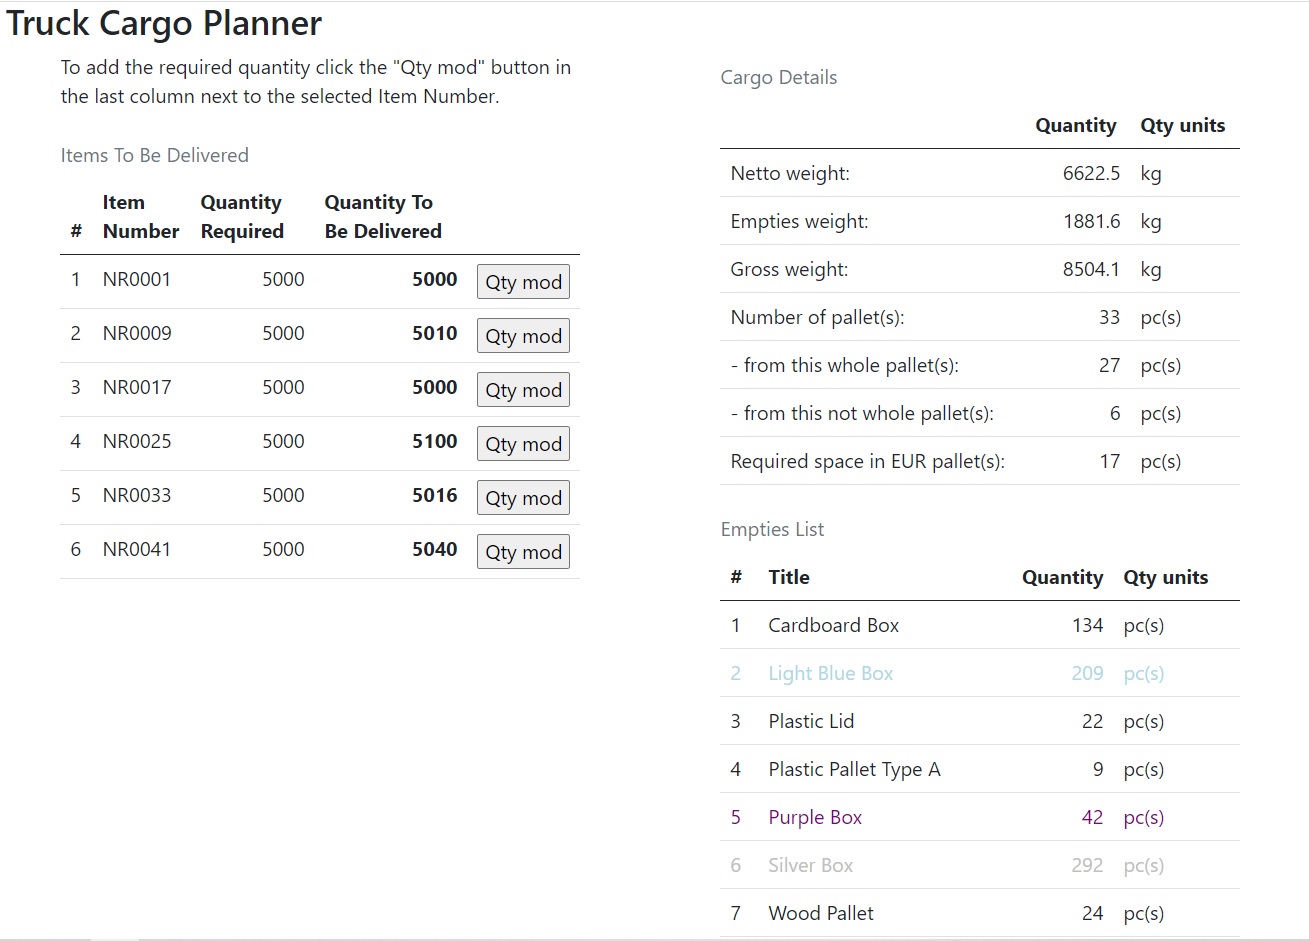 Truck Cargo Planner
To add the required quantity click the "Qty mod" button in
the last column next to the selected Item Number.
Items To Be Delivered
# Item Number Quantity Required Quantity To Be Delivered
1 NR0001 5000 5000 Qty mod
2 NR0009 5000 5010 Qty mod
3 NR0017 5000 5000 Qty mod
4 NR0025 5000 5100 Qty mod
5 NR0033 5000 5016 Qty mod
6 NR0041 5000 5040 Qty mod
Cargo Details
Quantity Qty units
Netto weight: 6622.5 kg
Empties weight: 1881.6 kg
Gross weight: 8504.1 kg
Number of pallet(s): 33 pc(s)
- from this whole pallet(s): 27 pc(s)
- from this not whole pallet(s): 6 pc(s)
Required space in EUR pallet(s): 17 pc(s)
Empties List
# Title Quantity Qty units
1 Cardboard Box 134 pc(s)
2 Light Blue Box 209 pc(s)
3 Plastic Lid 22 pc(s)
4 Plastic Pallet Type A 9 pc(s)
5 Purple Box 42 pc(s)
6 Silver Box 292 pc(s)
7 Wood Pallet 24 pc(s)